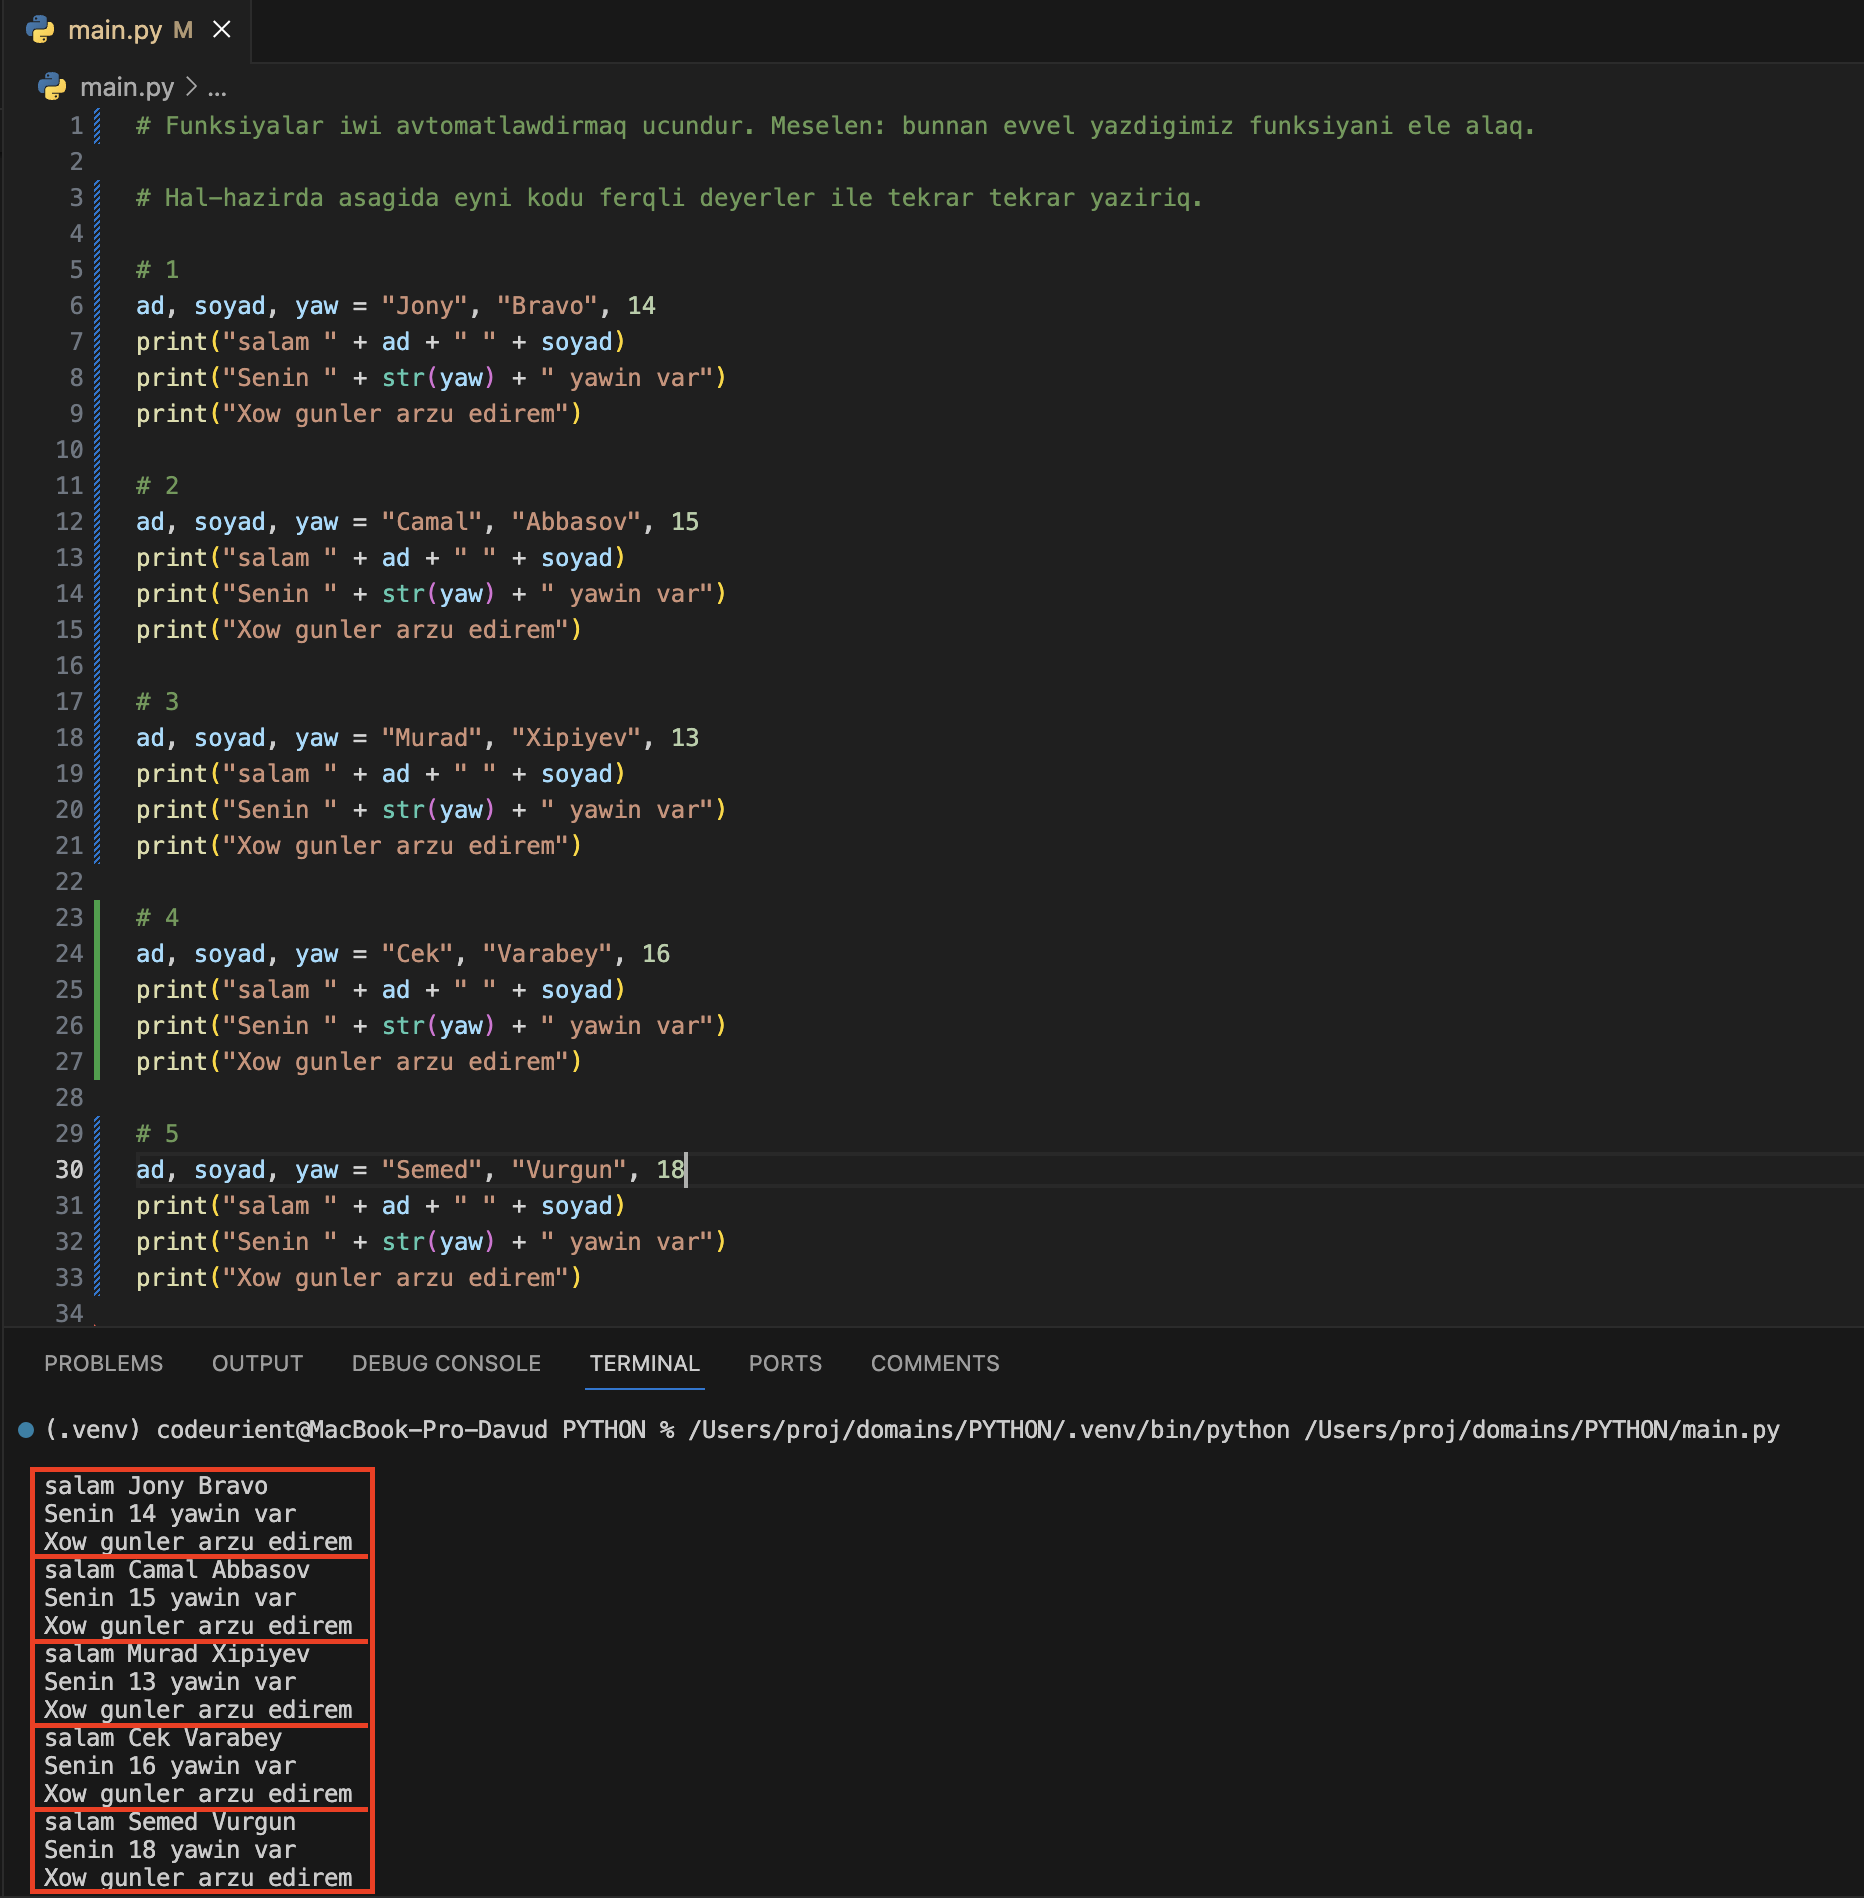 main.py M
main.py > ...
1 # Funksiyalar iwi avtomatlawdirmaq ucundur. Meselen: bunnan evvel yazdigimiz funksiyani ele alaq.
2
3 # Hal-hazirda asagida eyni kodu ferqli deyerler ile tekrar tekrar yaziriq.
4
5 # 1
6 ad, soyad, yaw = "Jony", "Bravo", 14
7 print("salam " + ad + " " + soyad)
8 print("Senin " + str(yaw) + " yawin var")
9 print("Xow gunler arzu edirem")
10
11 # 2
12 ad, soyad, yaw = "Camal", "Abbasov", 15
13 print("salam " + ad + " " + soyad)
14 print("Senin " + str(yaw) + " yawin var")
15 print("Xow gunler arzu edirem")
16
17 # 3
18 ad, soyad, yaw = "Murad", "Xipiyev", 13
19 print("salam " + ad + " " + soyad)
20 print("Senin " + str(yaw) + " yawin var")
21 print("Xow gunler arzu edirem")
22
23 # 4
24 ad, soyad, yaw = "Cek", "Varabey", 16
25 print("salam " + ad + " " + soyad)
26 print("Senin " + str(yaw) + " yawin var")
27 print("Xow gunler arzu edirem")
28
29 # 5
30 ad, soyad, yaw = "Semed", "Vurgun", 18
31 print("salam " + ad + " " + soyad)
32 print("Senin " + str(yaw) + " yawin var")
33 print("Xow gunler arzu edirem")
34
PROBLEMS OUTPUT DEBUG CONSOLE TERMINAL PORTS COMMENTS
(.venv) codeurient@MacBook-Pro-Davud PYTHON % /Users/proj/domains/PYTHON/.venv/bin/python /Users/proj/domains/PYTHON/main.py
salam Jony Bravo
Senin 14 yawin var
Xow gunler arzu edirem
salam Camal Abbasov
Senin 15 yawin var
Xow gunler arzu edirem
salam Murad Xipiyev
Senin 13 yawin var
Xow gunler arzu edirem
salam Cek Varabey
Senin 16 yawin var
Xow gunler arzu edirem
salam Semed Vurgun
Senin 18 yawin var
Xow gunler arzu edirem